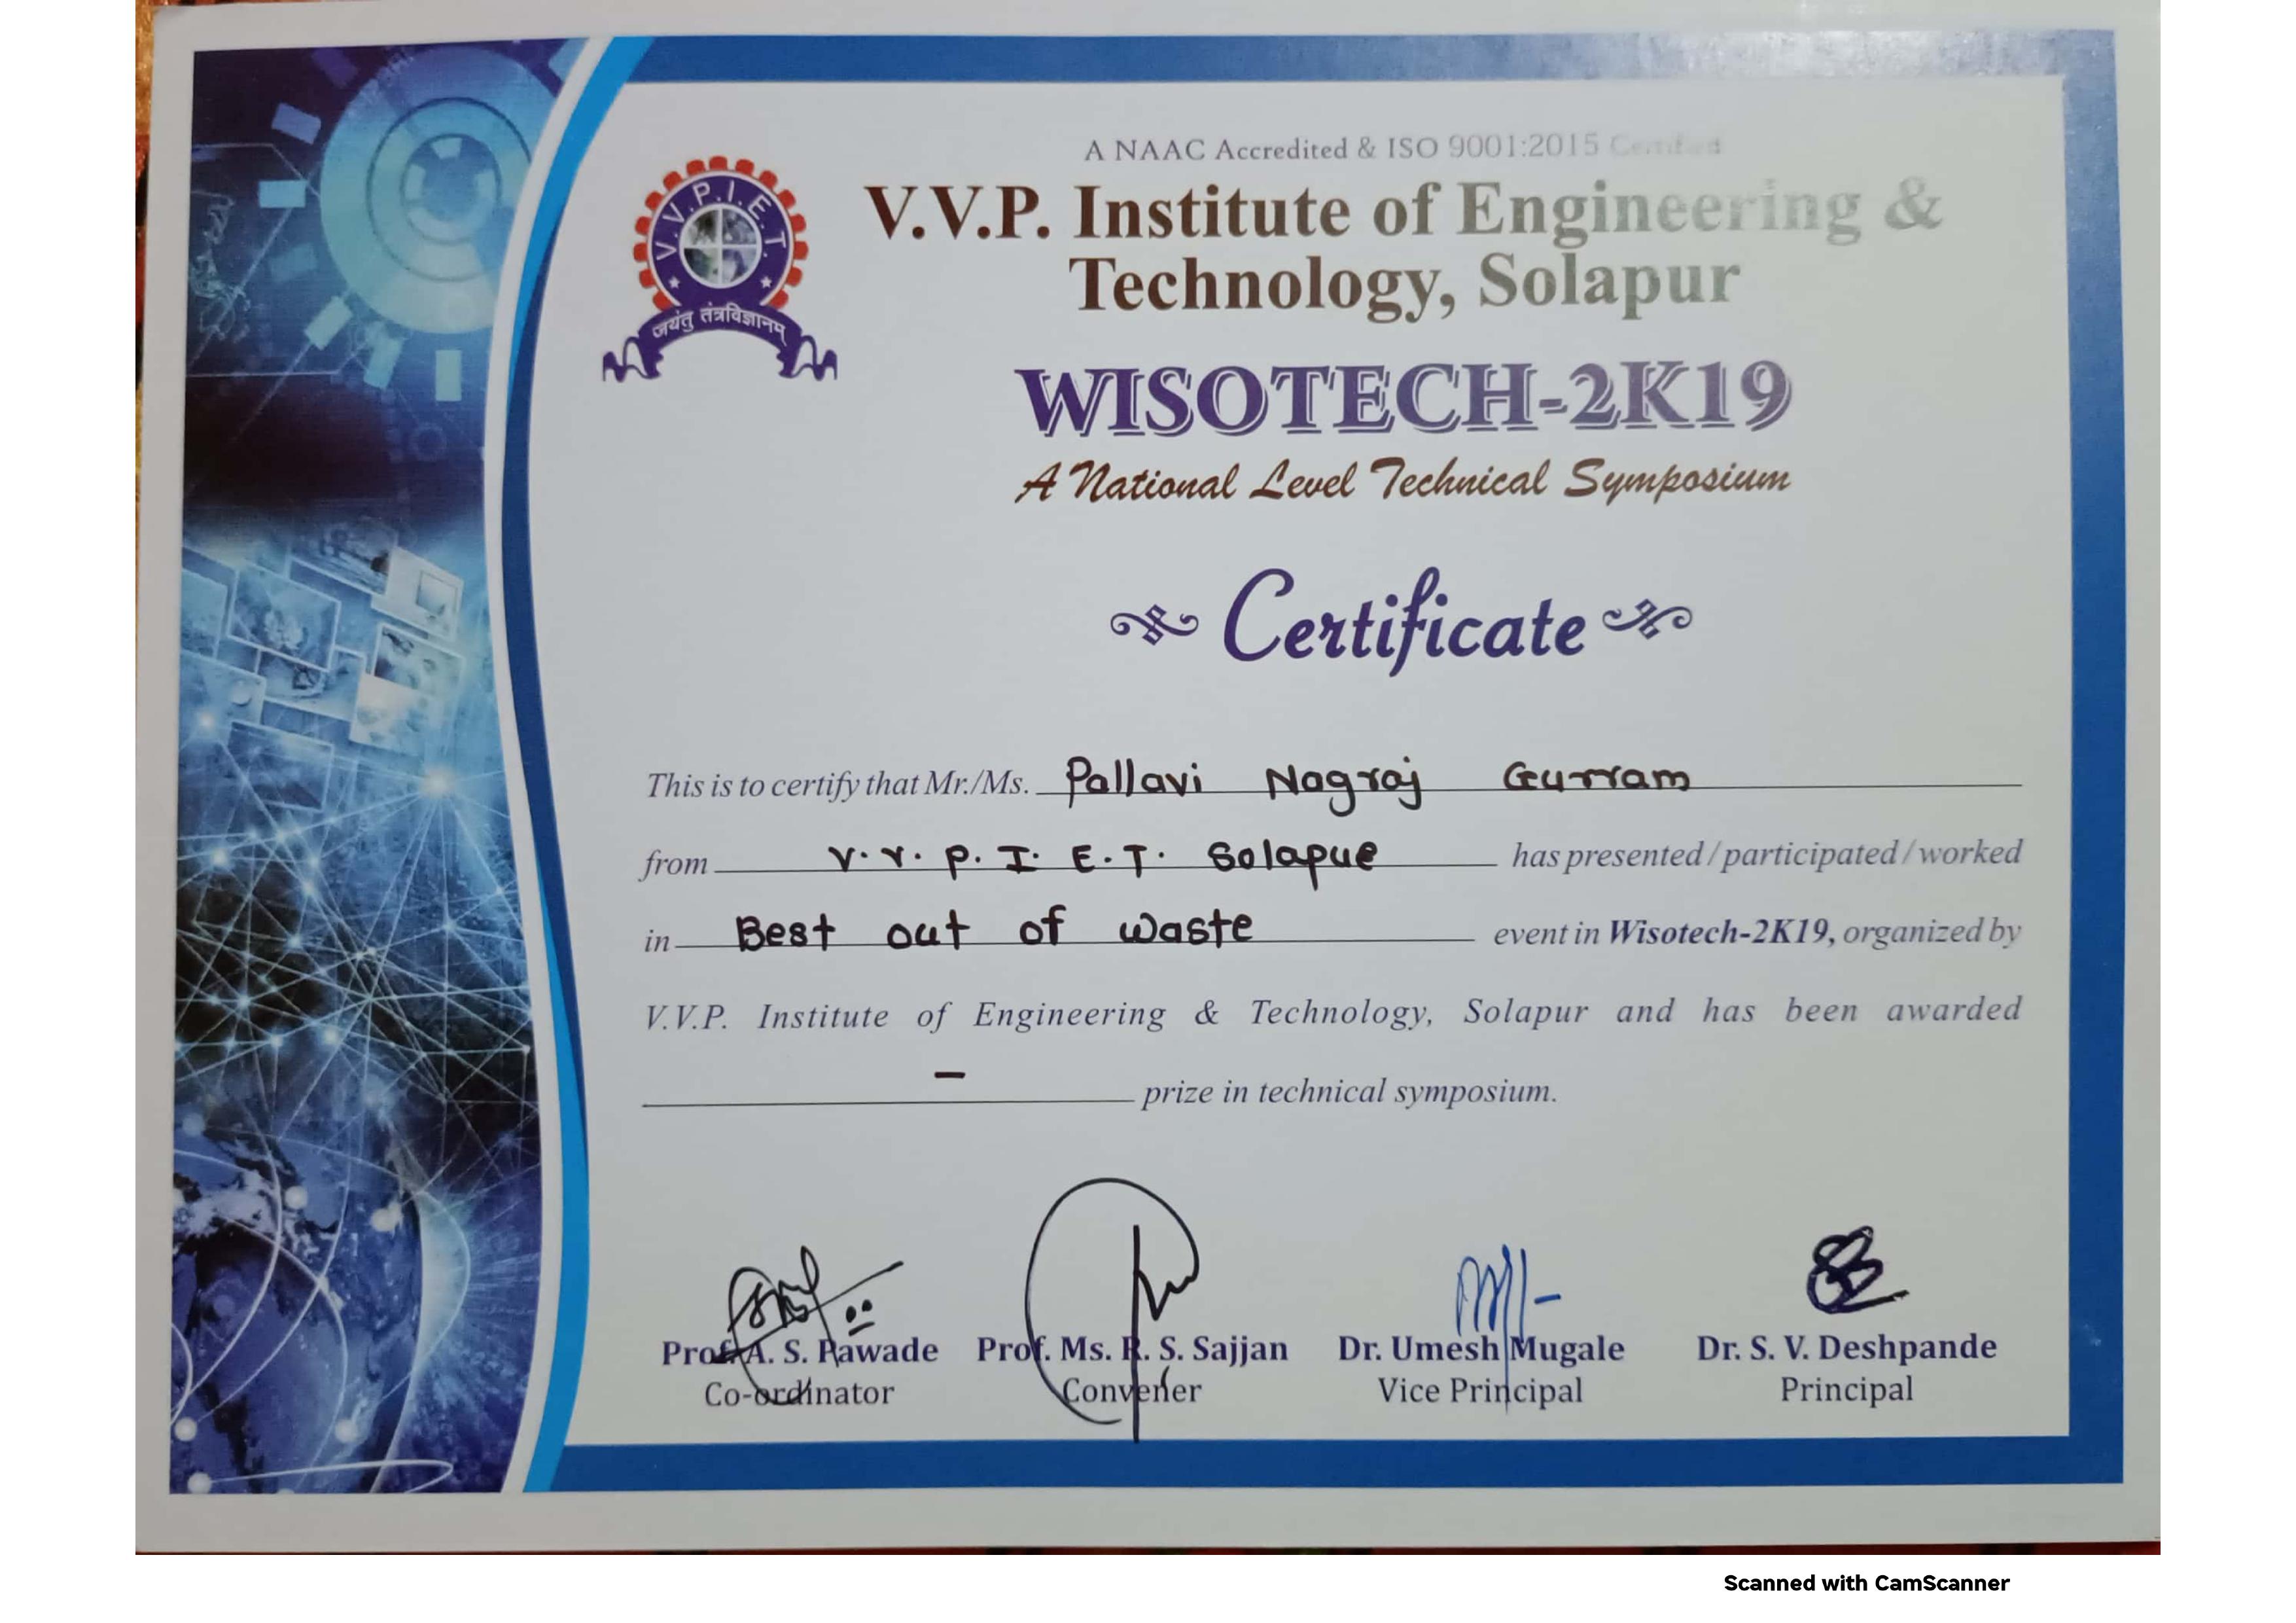 A NAAC Accredited & ISO 9001:2015 Certified
V.V.P. Institute of Engineering &
Technology, Solapur
V.V.P.I.E.T.
जयंतु तंत्रविज्ञानम्
WISOTECH-2K19
A National Level Technical Symposium
Certificate
This is to certify that Mr./Ms. Pallavi Nagraj Gurram
from V. V. P. I. E. T. Solapur has presented / participated / worked
in Best out of waste event in Wisotech-2K19, organized by
V.V.P. Institute of Engineering & Technology, Solapur and has been awarded
– prize in technical symposium.
Prof. A. S. Pawade Prof. Ms. R. S. Sajjan Dr. Umesh Mugale Dr. S. V. Deshpande
Co-ordinator Convener Vice Principal Principal
Scanned with CamScanner